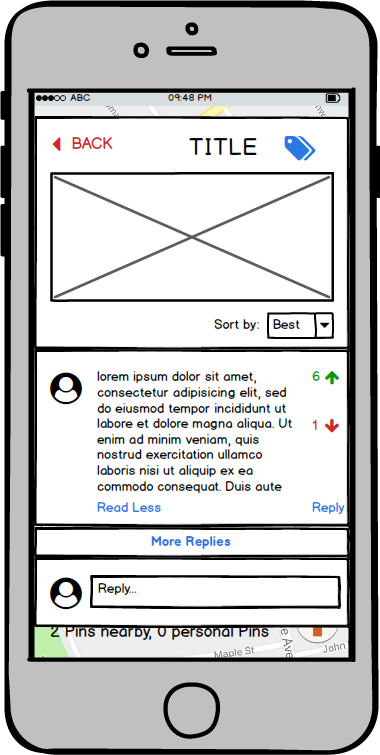 ABC 09:48 PM
BACK TITLE
Sort by: Best
lorem ipsum dolor sit amet,
consectetur adipisicing elit, sed
do eiusmod tempor incididunt ut
labore et dolore magna aliqua. Ut
enim ad minim veniam, quis
nostrud exercitation ullamco
laboris nisi ut aliquip ex ea
commodo consequat. Duis aute
6
1
Read Less Reply
More Replies
Reply...
2 Pins nearby, 0 personal Pins
e Ave
Maple St
John